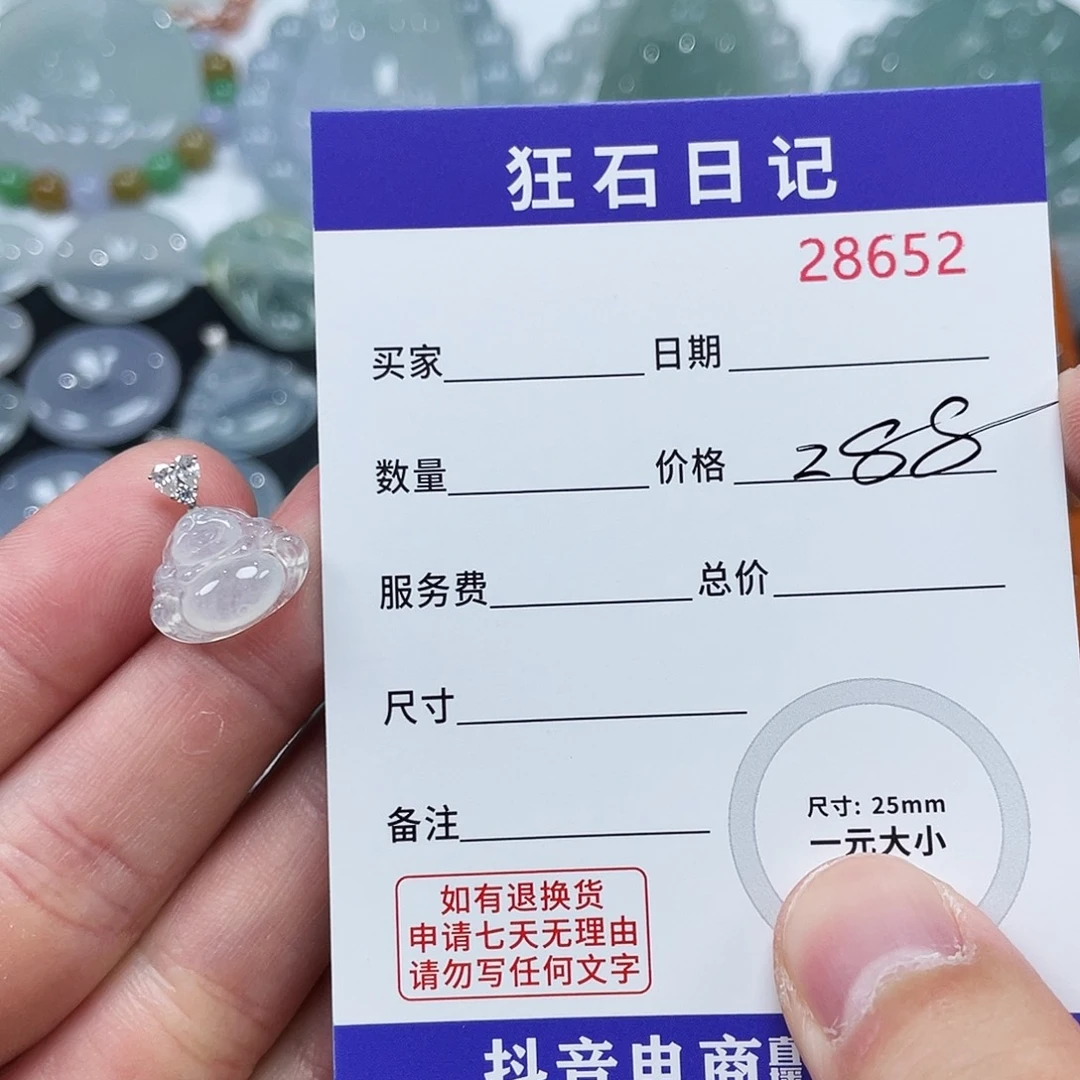 狂石日记
28652
买家 日期
数量 价格 288
服务费 总价
尺寸
备注
尺寸: 25mm
一元大小
如有退换货
申请七天无理由
请勿写任何文字
抖音电商直播